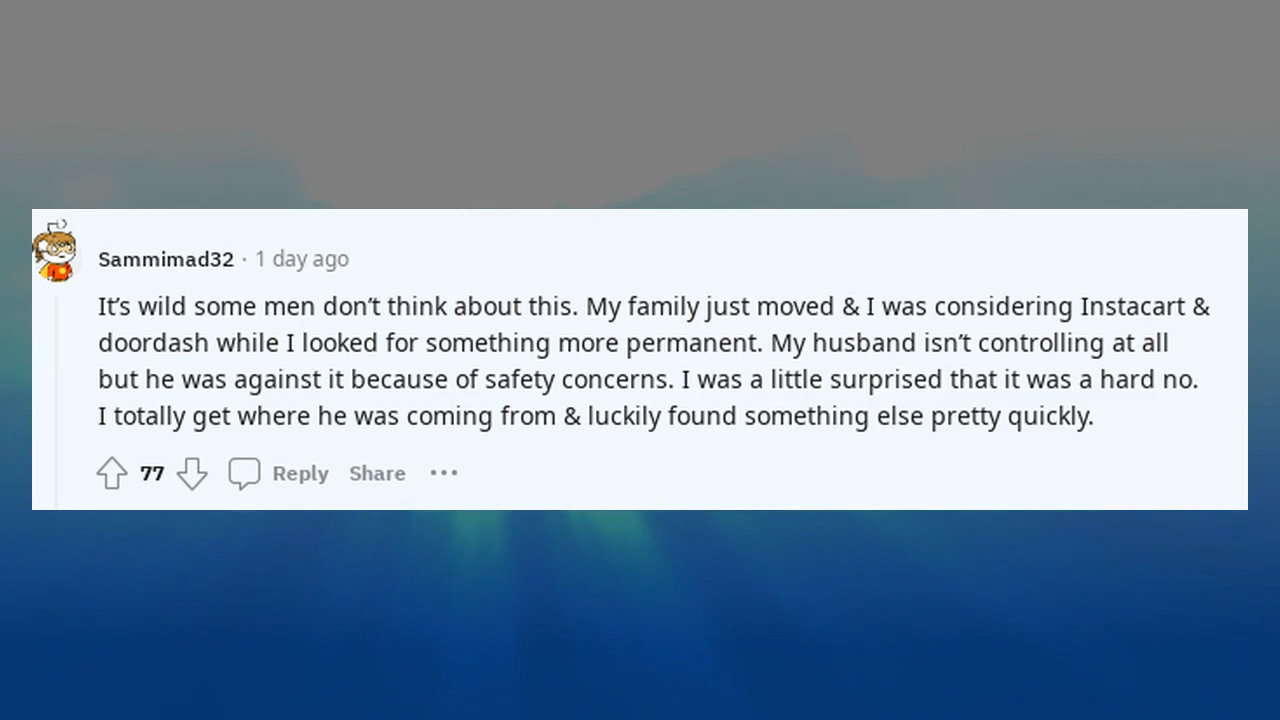 Sammimad32 · 1 day ago
It’s wild some men don’t think about this. My family just moved & I was considering Instacart &
doordash while I looked for something more permanent. My husband isn’t controlling at all
but he was against it because of safety concerns. I was a little surprised that it was a hard no.
I totally get where he was coming from & luckily found something else pretty quickly.
77 Reply Share •••